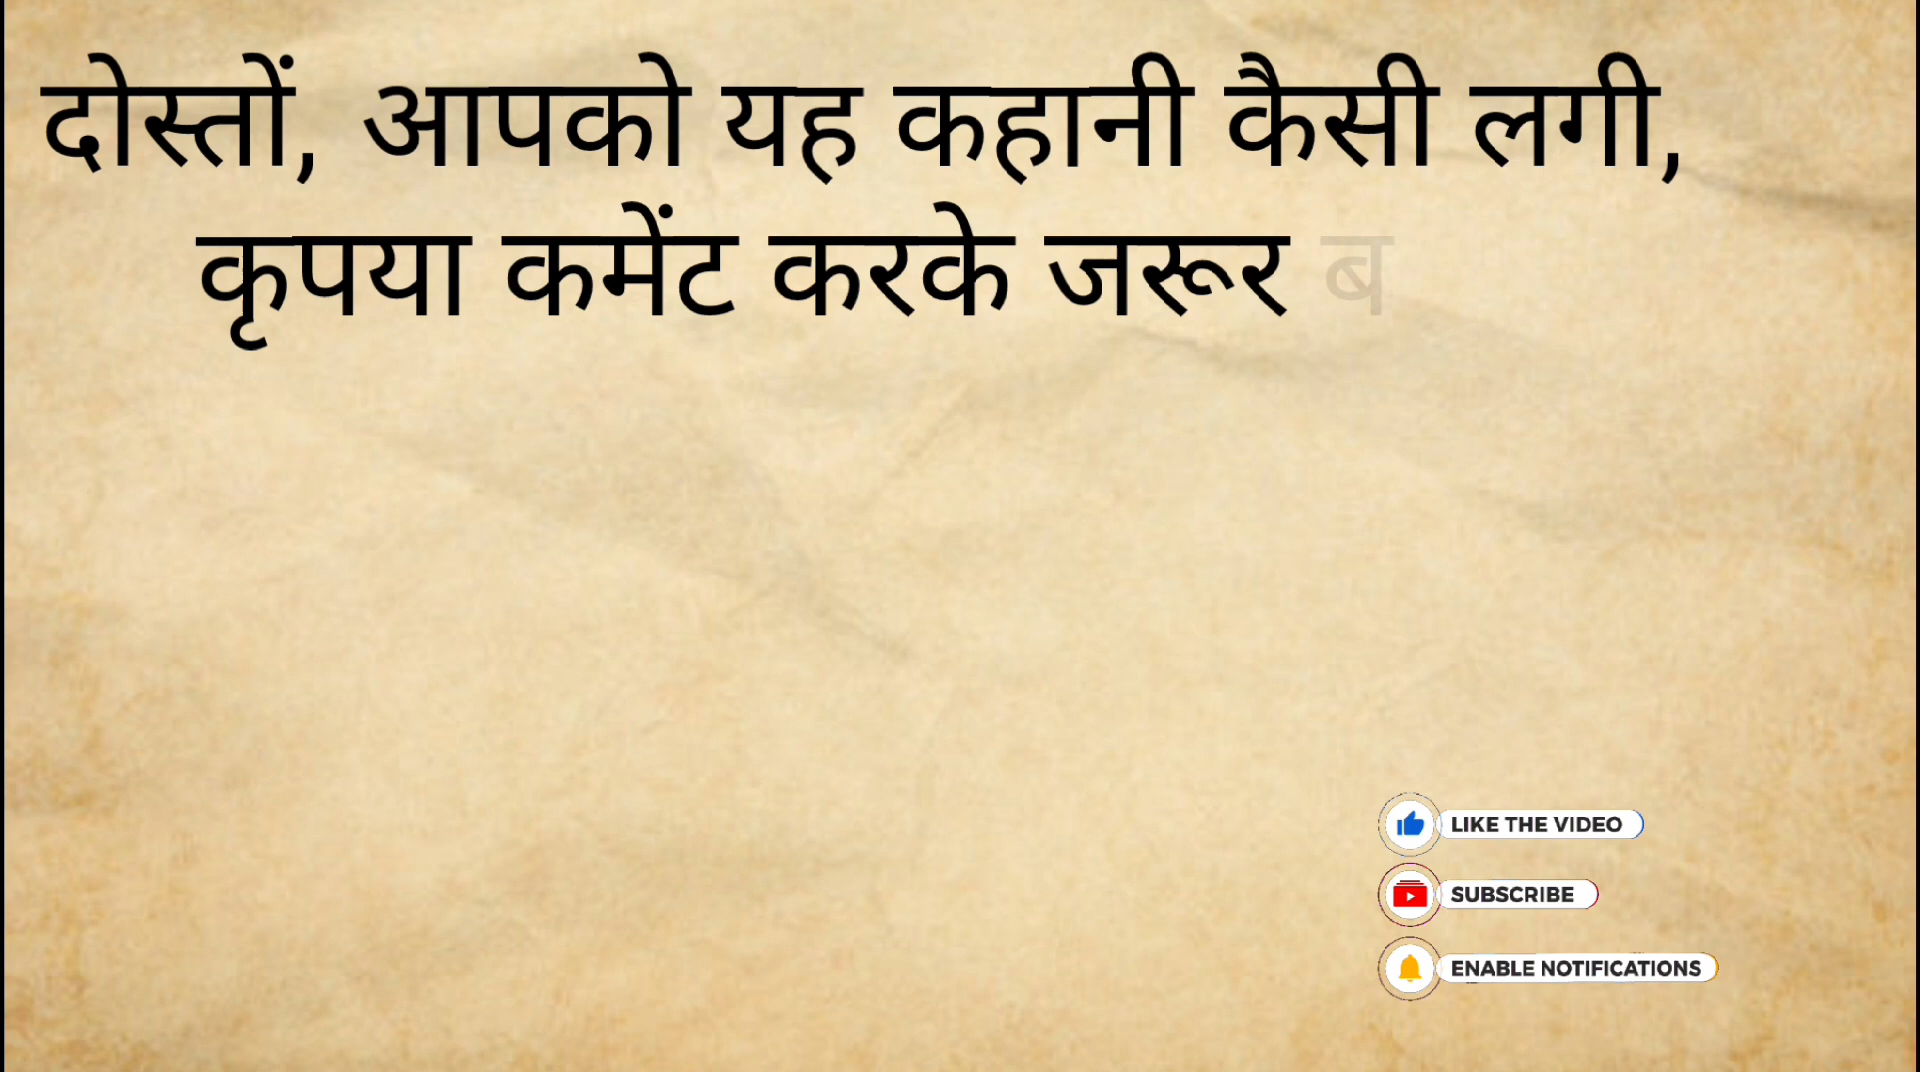 दोस्तों, आपको यह कहानी कैसी लगी,
कृपया कमेंट करके जरूर ब
LIKE THE VIDEO
SUBSCRIBE
ENABLE NOTIFICATIONS